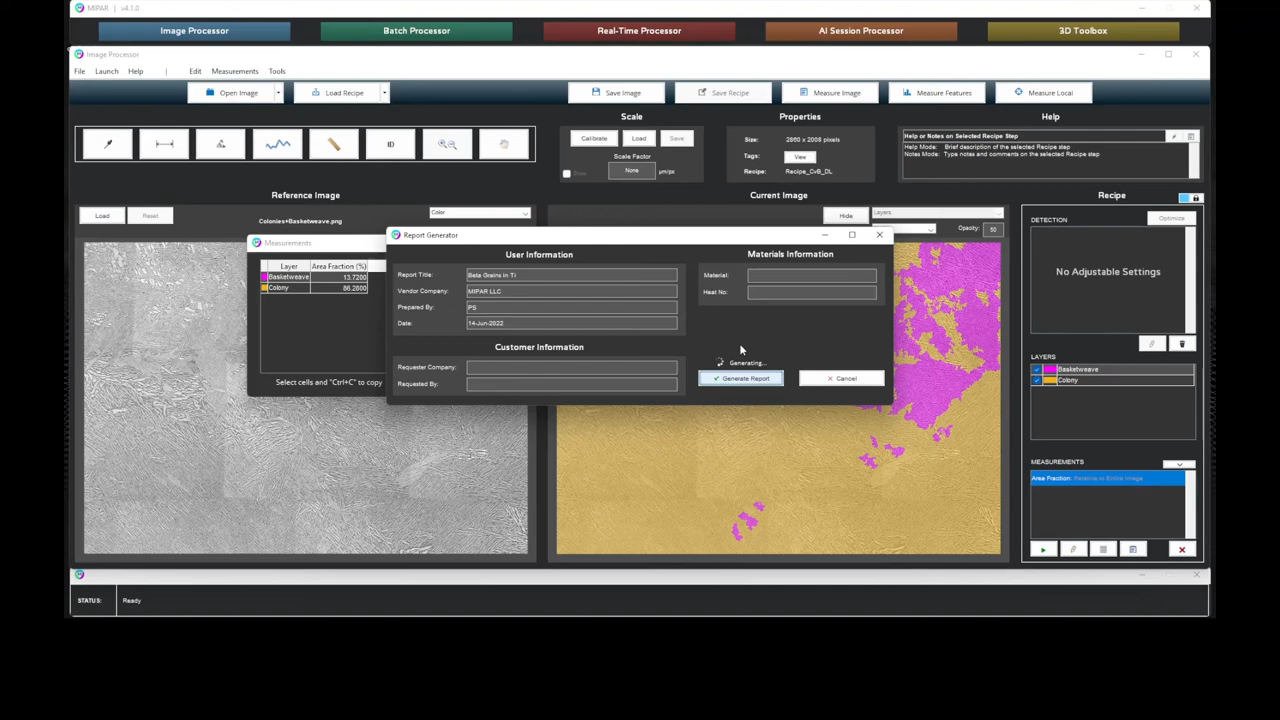 MIPAR | v4.1.0
Image Processor
Batch Processor
Real-Time Processor
AI Session Processor
3D Toolbox
Image Processor
File Launch Help | Edit Measurements Tools
Open Image
Load Recipe
Save Image
Save Recipe
Measure Image
Measure Features
Measure Local
ID
Scale
Calibrate Load Save
Scale Factor
Show None µm/px
Properties
Size: 2860 x 2008 pixels
Tags: View
Recipe: Recipe_CvB_DL
Help
Help or Notes on Selected Recipe Step
Help Mode: Brief description of the selected Recipe step
Notes Mode: Type notes and comments on the selected Recipe step
Reference Image
Load Reset
Colonies+Basketweave.png
Color
Current Image
Hide
Layers
Opacity: 50
Recipe
DETECTION
Optimize
No Adjustable Settings
LAYERS
Basketweave
Colony
MEASUREMENTS
Area Fraction: Relative to Entire Image
Measurements
Layer Area Fraction (%)
Basketweave 13.7200
Colony 86.2800
Select cells and "Ctrl+C" to copy
Report Generator
User Information
Report Title: Beta Grains in Ti
Vendor Company: MIPAR LLC
Prepared By: PS
Date: 14-Jun-2022
Customer Information
Requester Company:
Requested By:
Materials Information
Material:
Heat No:
Generating...
Generate Report
Cancel
STATUS: Ready